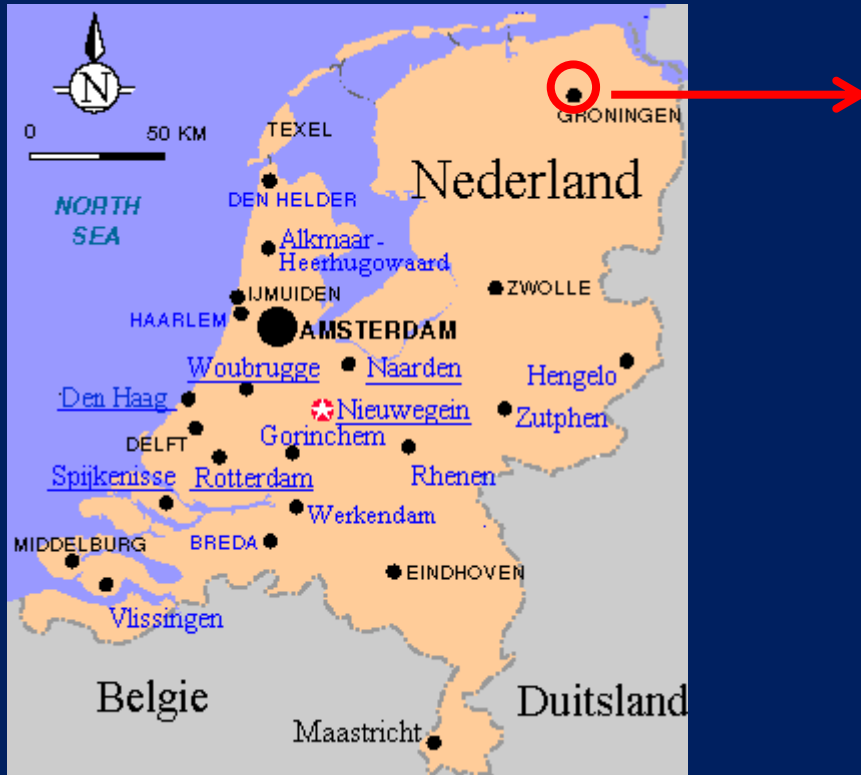 N
0 50 KM
TEXEL
GRONINGEN
Nederland
DEN HELDER
NORTH
SEA
Alkmaar-
Heerhugowaard
IJMUIDEN
ZWOLLE
HAARLEM
AMSTERDAM
Woubrugge
Naarden
Hengelo
Den Haag
Nieuwegein
Zutphen
DELFT
Gorinchem
Spijkenisse
Rotterdam
Rhenen
Werkendam
MIDDELBURG
BREDA
EINDHOVEN
Vlissingen
Belgie
Duitsland
Maastricht